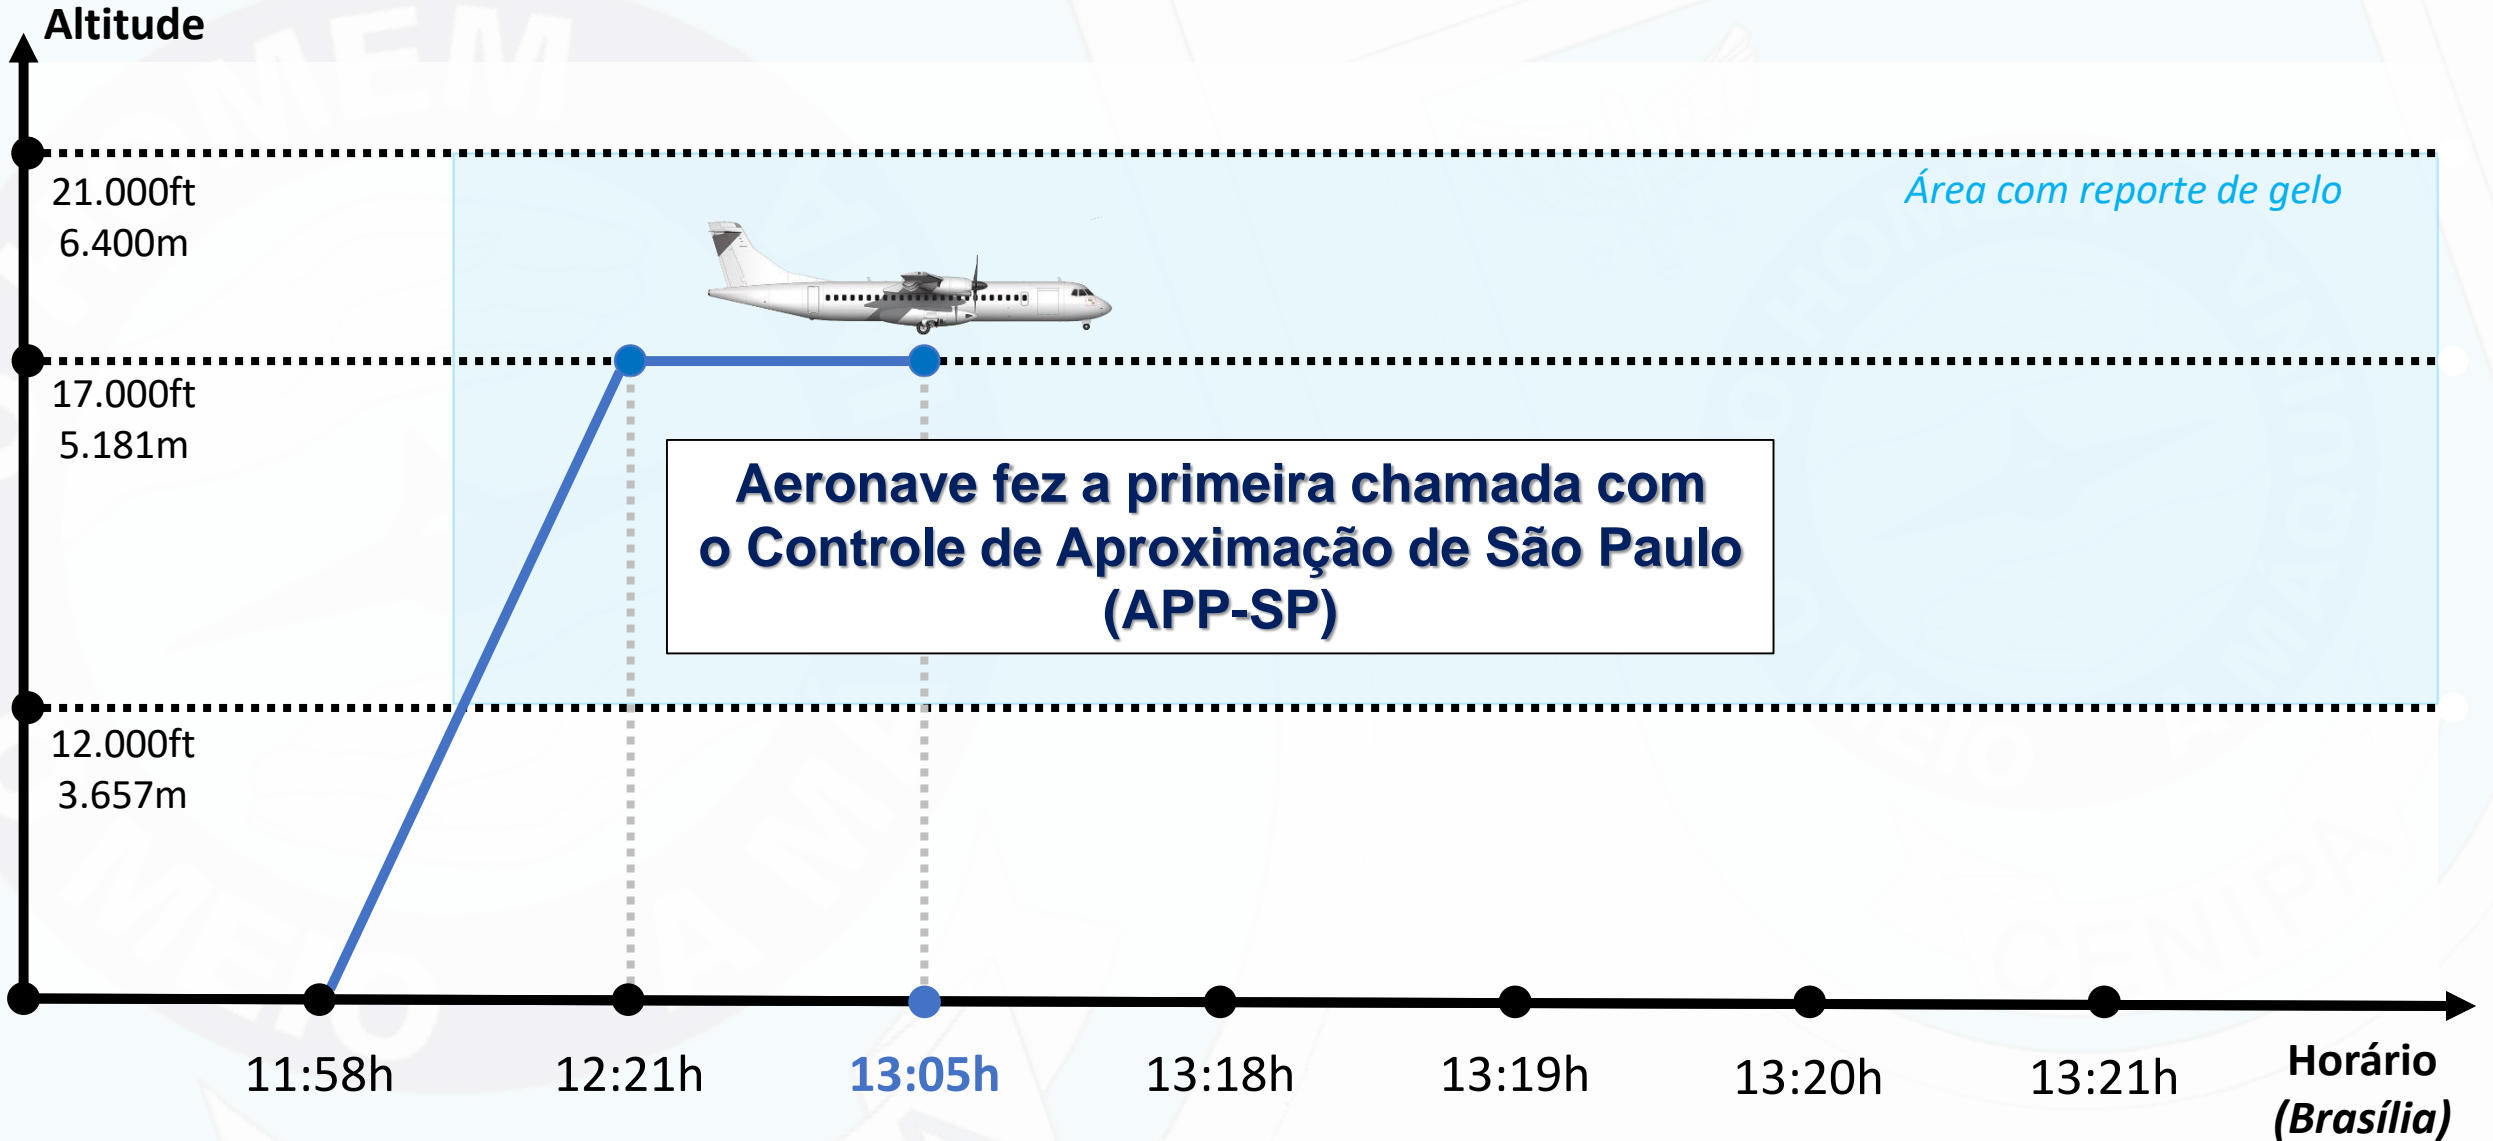 Altitude
21.000ft
6.400m
Área com reporte de gelo
17.000ft
5.181m
Aeronave fez a primeira chamada com
o Controle de Aproximação de São Paulo
(APP-SP)
12.000ft
3.657m
11:58h
12:21h
13:05h
13:18h
13:19h
13:20h
13:21h
Horário
(Brasília)
CENIPA